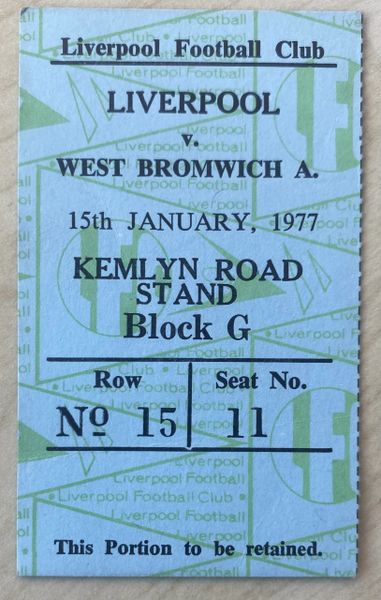 Liverpool Football Club
LIVERPOOL
v.
WEST BROMWICH A.
15th JANUARY, 1977
KEMLYN ROAD
STAND
Block G
Row
Seat No.
Nº 15
11
This Portion to be retained.